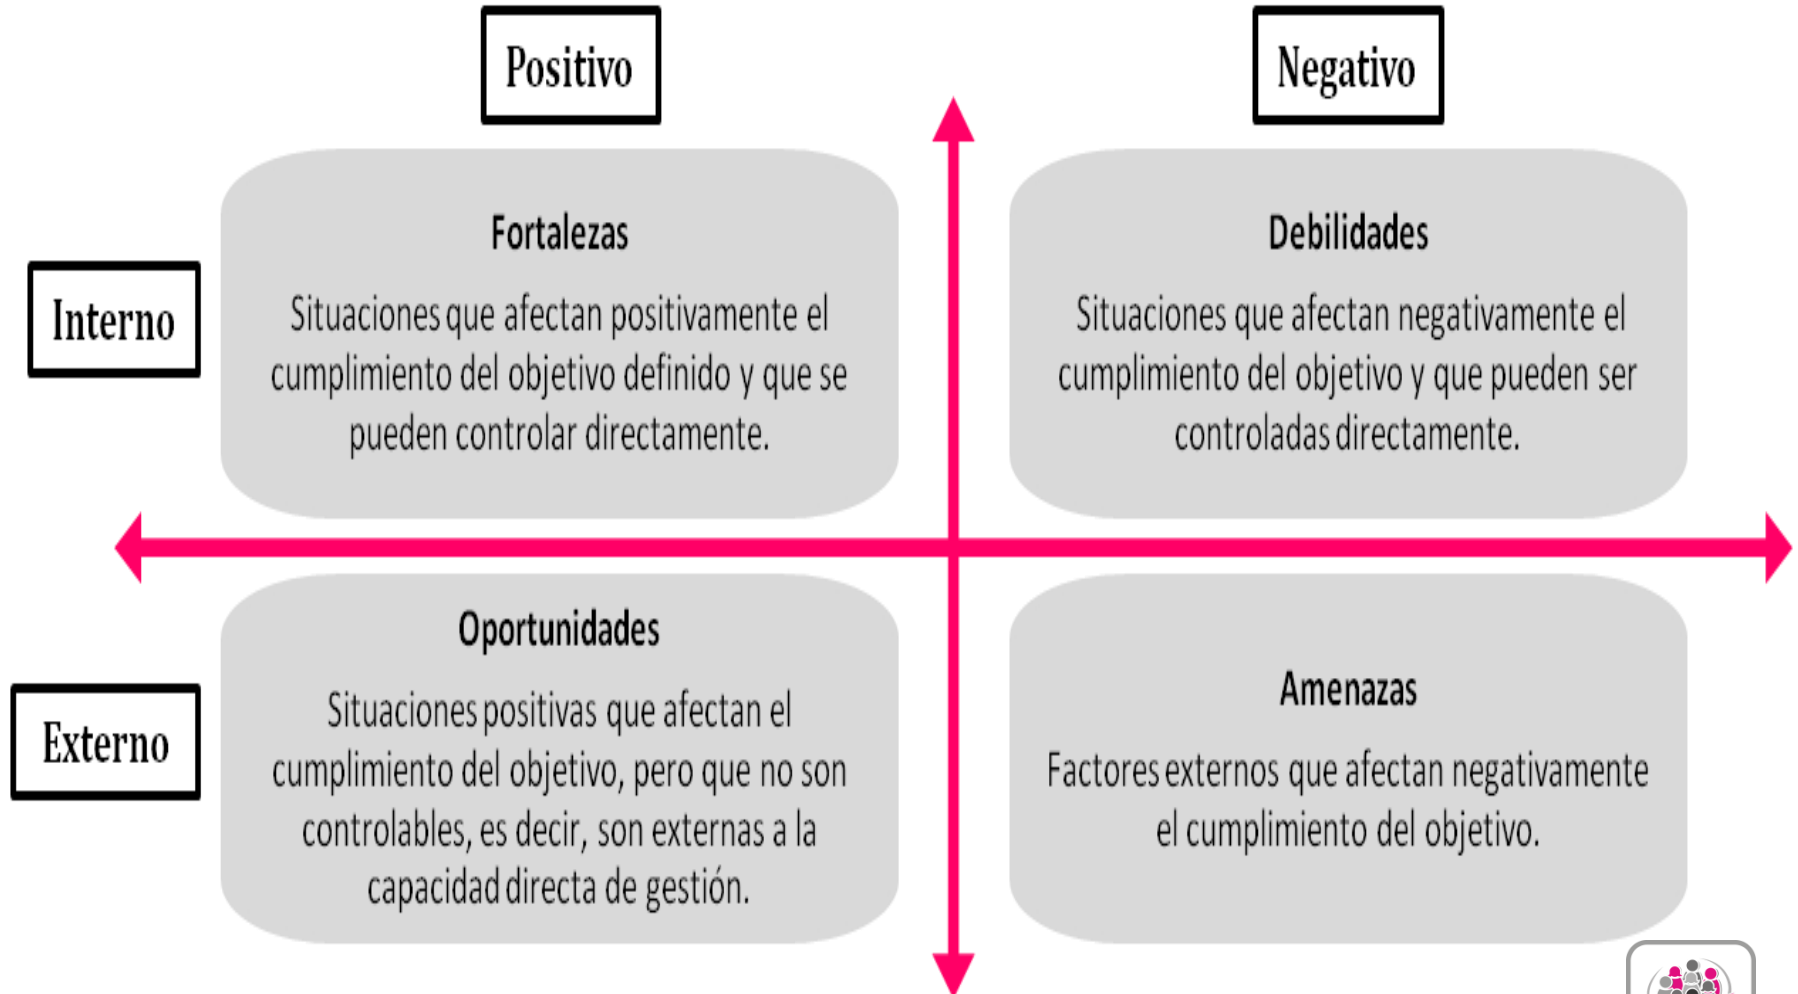 Positivo
Negativo
Interno
Fortalezas
Situaciones que afectan positivamente el
cumplimiento del objetivo definido y que se
pueden controlar directamente.
Debilidades
Situaciones que afectan negativamente el
cumplimiento del objetivo y que pueden ser
controladas directamente.
Externo
Oportunidades
Situaciones positivas que afectan el
cumplimiento del objetivo, pero que no son
controlables, es decir, son externas a la
capacidad directa de gestión.
Amenazas
Factores externos que afectan negativamente
el cumplimiento del objetivo.